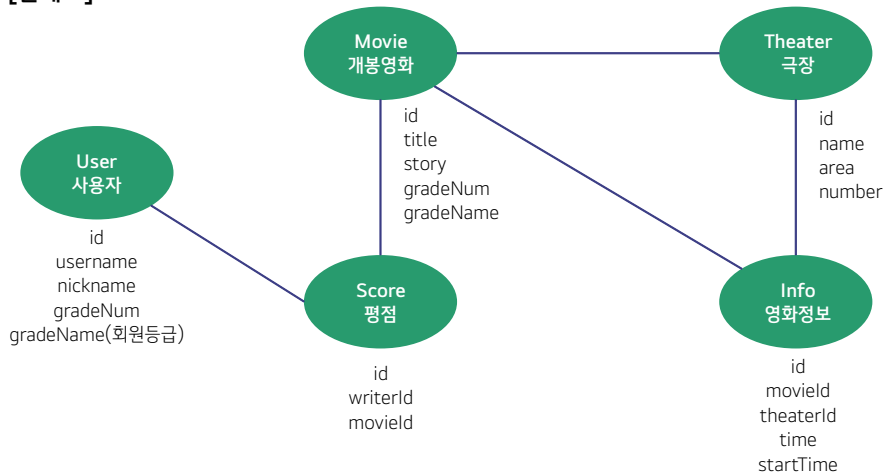 Movie
개봉영화
id
title
story
gradeNum
gradeName
Theater
극장
id
name
area
number
User
사용자
id
username
nickname
gradeNum
gradeName(회원등급)
Score
평점
id
writerId
movieId
Info
영화정보
id
movieId
theaterId
time
startTime